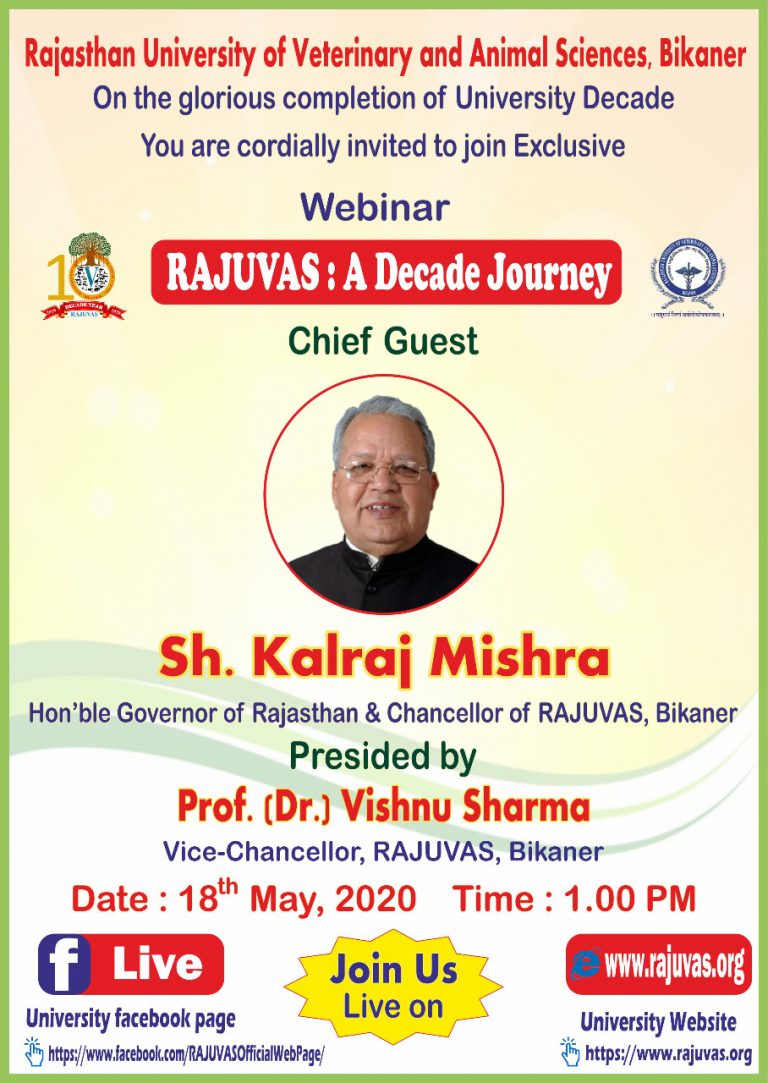 Rajasthan University of Veterinary and Animal Sciences, Bikaner
On the glorious completion of University Decade
You are cordially invited to join Exclusive
Webinar
10
DECADE YEAR
RAJUVAS
RAJUVAS : A Decade Journey
Chief Guest
Sh. Kalraj Mishra
Hon'ble Governor of Rajasthan & Chancellor of RAJUVAS, Bikaner
Presided by
Prof. (Dr.) Vishnu Sharma
Vice-Chancellor, RAJUVAS, Bikaner
Date : 18th May, 2020 Time : 1.00 PM
f Live
Join Us
Live on
e www.rajuvas.org
University facebook page
University Website
https://www.facebook.com/RAJUVASOfficialWebPage/
https://www.rajuvas.org